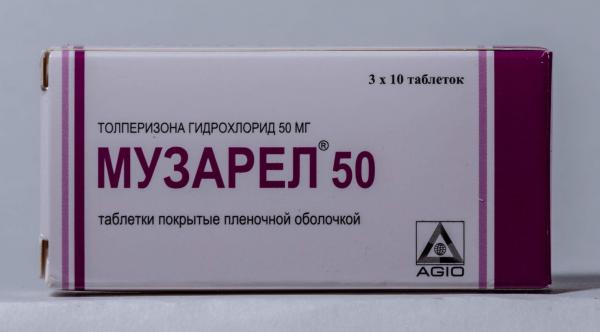 3 x 10 таблеток
ТОЛПЕРИЗОНА ГИДРОХЛОРИД 50 МГ
МУЗАРЕЛ® 50
таблетки покрытые пленочной оболочкой
AGIO